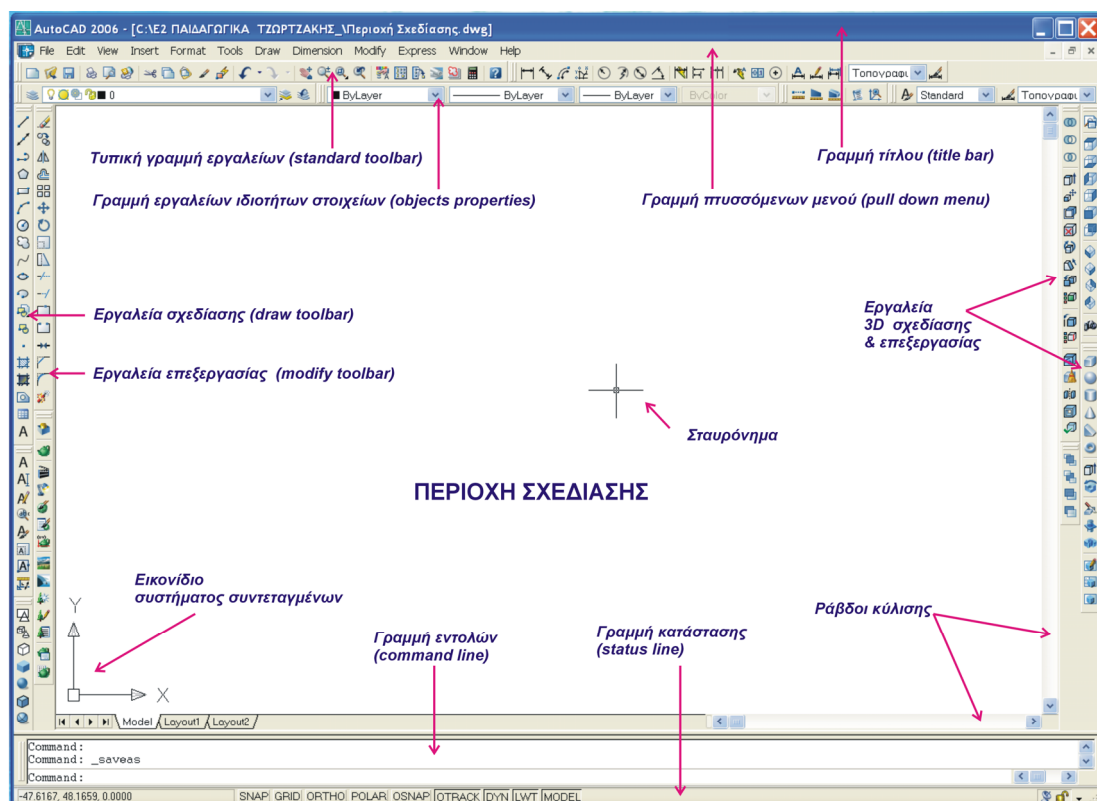 AutoCAD 2006 - [C:\E2 ΠΑΙΔΑΓΩΓΙΚΑ ΤΖΩΡΤΖΑΚΗΣ_\Περιοχή Σχεδίασης.dwg]
File Edit View Insert Format Tools Draw Dimension Modify Express Window Help
Τοπογραφι
0 ByLayer ByLayer ByLayer ByColor Standard Τοπογραφι
Τυπική γραμμή εργαλείων (standard toolbar)
Γραμμή τίτλου (title bar)
Γραμμή εργαλείων ιδιοτήτων στοιχείων (objects properties)
Γραμμή πτυσσόμενων μενού (pull down menu)
Εργαλεία σχεδίασης (draw toolbar)
Εργαλεία
3D σχεδίασης
& επεξεργασίας
Εργαλεία επεξεργασίας (modify toolbar)
Σταυρόνημα
ΠΕΡΙΟΧΗ ΣΧΕΔΙΑΣΗΣ
Εικονίδιο
συστήματος συντεταγμένων
Y
X
Γραμμή εντολών
(command line)
Γραμμή κατάστασης
(status line)
Ράβδοι κύλισης
Model Layout1 Layout2
Command:
Command: _saveas
Command:
-47.6167, 48.1659, 0.0000 SNAP GRID ORTHO POLAR OSNAP OTRACK DYN LWT MODEL